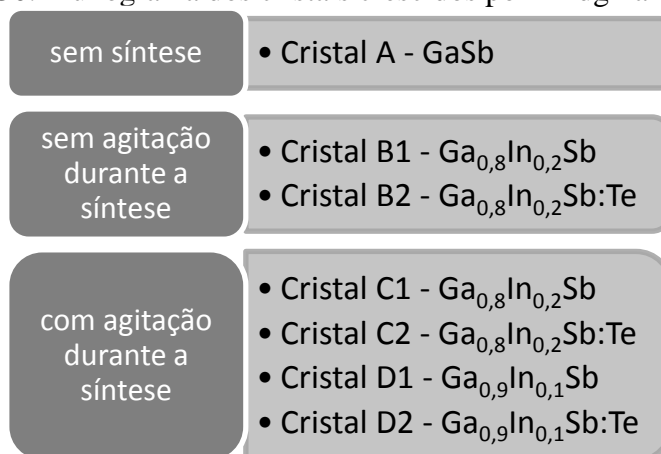 sem síntese
• Cristal A - GaSb
sem agitação
durante a
síntese
• Cristal B1 - Ga0,8In0,2Sb
• Cristal B2 - Ga0,8In0,2Sb:Te
com agitação
durante a
síntese
• Cristal C1 - Ga0,8In0,2Sb
• Cristal C2 - Ga0,8In0,2Sb:Te
• Cristal D1 - Ga0,9In0,1Sb
• Cristal D2 - Ga0,9In0,1Sb:Te